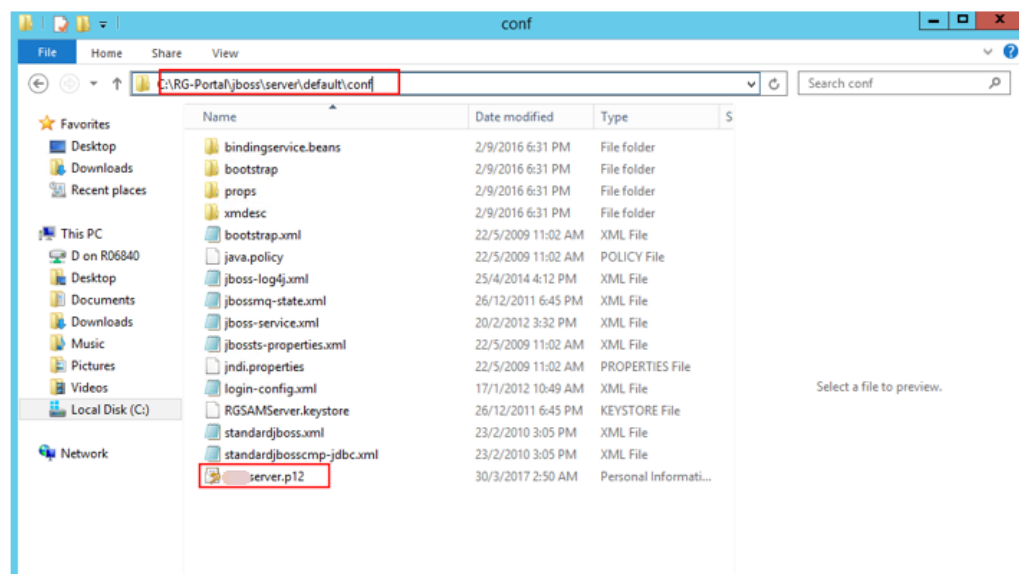 conf
File Home Share View
C:\RG-Portal\jboss\server\default\conf Search conf
Name Date modified Type S
Favorites
Desktop
Downloads
Recent places
This PC
D on R06840
Desktop
Documents
Downloads
Music
Pictures
Videos
Local Disk (C:)
Network
bindingservice.beans 2/9/2016 6:31 PM File folder
bootstrap 2/9/2016 6:31 PM File folder
props 2/9/2016 6:31 PM File folder
xmdesc 2/9/2016 6:31 PM File folder
bootstrap.xml 22/5/2009 11:02 AM XML File
java.policy 22/5/2009 11:02 AM POLICY File
jboss-log4j.xml 25/4/2014 4:12 PM XML File
jbossmq-state.xml 26/12/2011 6:45 PM XML File
jboss-service.xml 20/2/2012 3:32 PM XML File
jbossts-properties.xml 22/5/2009 11:02 AM XML File
jndi.properties 22/5/2009 11:02 AM PROPERTIES File
login-config.xml 17/1/2012 10:49 AM XML File
RGSAMServer.keystore 26/12/2011 6:45 PM KEYSTORE File
standardjboss.xml 23/2/2010 3:05 PM XML File
standardjbosscmp-jdbc.xml 23/2/2010 3:05 PM XML File
server.p12 30/3/2017 2:50 AM Personal Informati...
Select a file to preview.